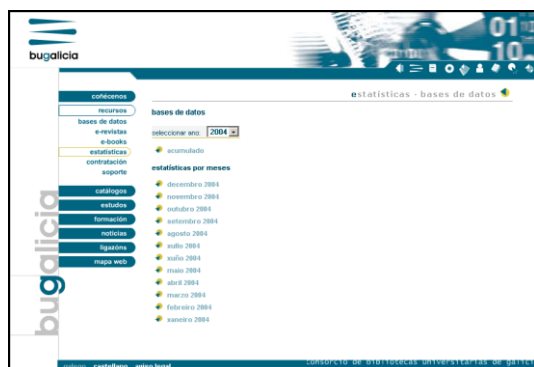 bugalicia
01
10
estatísticas - bases de datos
coñécenos
recursos
bases de datos
e-revistas
e-books
estatísticas
contratación
soporte
catálogos
estudos
formación
noticias
ligazóns
mapa web
bases de datos
seleccionar ano: 2004
acumulado
estatísticas por meses
decembro 2004
novembro 2004
outubro 2004
setembro 2004
agosto 2004
xullo 2004
xuño 2004
maio 2004
abril 2004
marzo 2004
febreiro 2004
xaneiro 2004
bugalicia
galego castellano aviso legal
consorcio de bibliotecas universitarias de galici